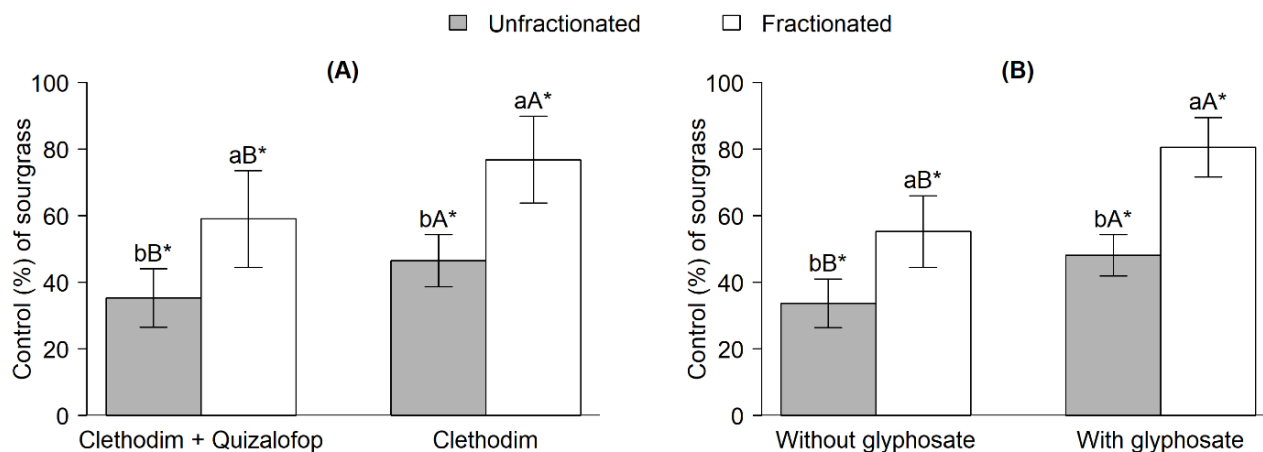 Unfractionated Fractionated
(A)
Control (%) of sourgrass
100
80
60
40
20
0
bB*
aB*
bA*
aA*
Clethodim + Quizalofop Clethodim
(B)
Control (%) of sourgrass
100
80
60
40
20
0
bB*
aB*
bA*
aA*
Without glyphosate With glyphosate